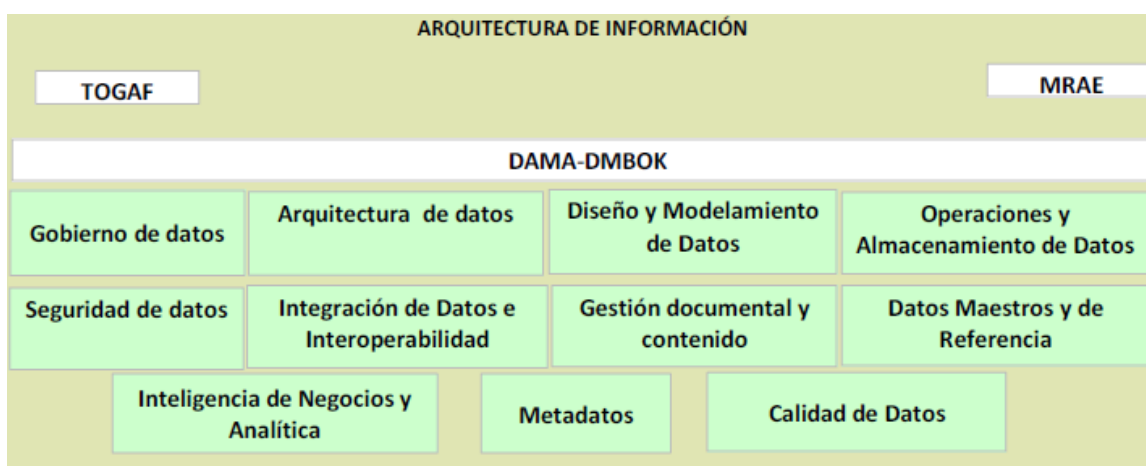 ARQUITECTURA DE INFORMACIÓN
TOGAF
MRAE
DAMA-DMBOK
Gobierno de datos
Arquitectura de datos
Diseño y Modelamiento
de Datos
Operaciones y
Almacenamiento de Datos
Seguridad de datos
Integración de Datos e
Interoperabilidad
Gestión documental y
contenido
Datos Maestros y de
Referencia
Inteligencia de Negocios y
Analítica
Metadatos
Calidad de Datos